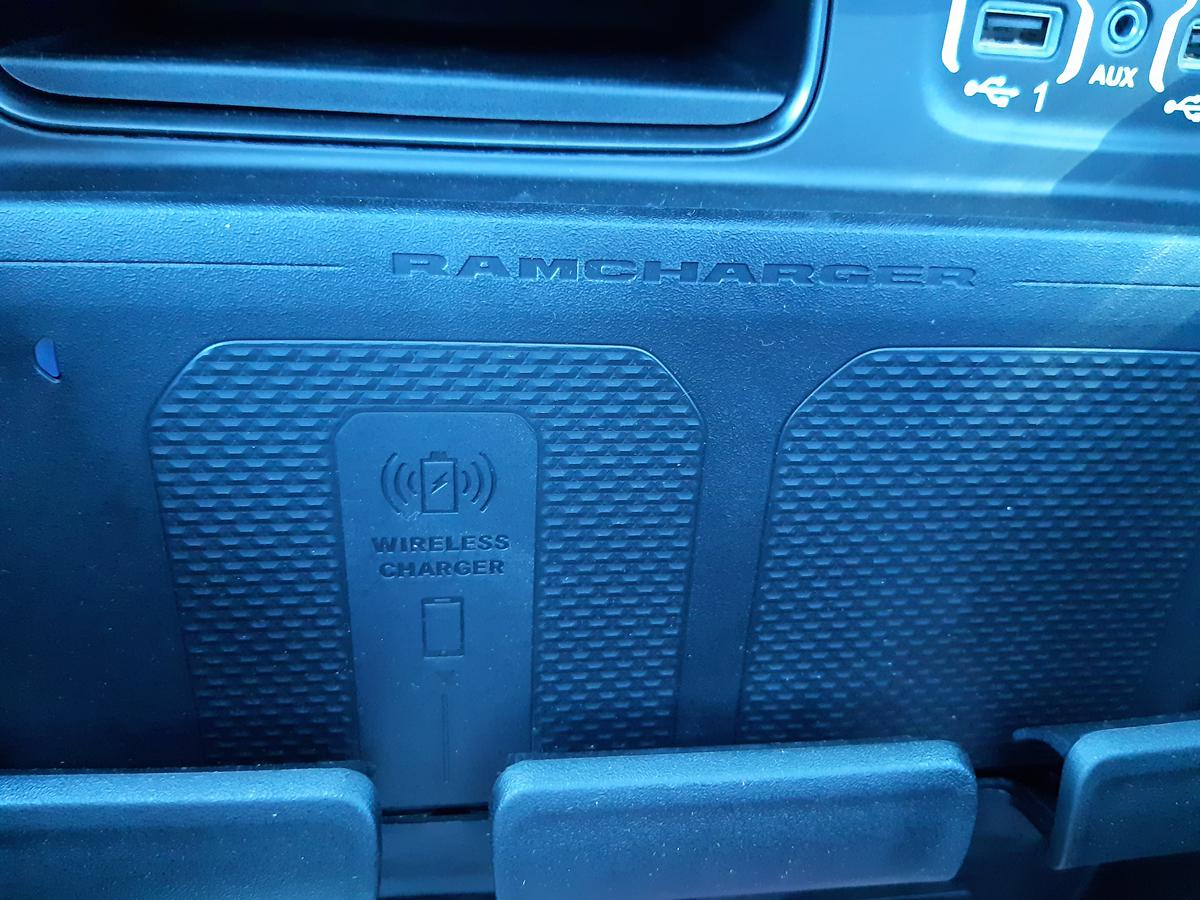 1
AUX
RAMCHARGER
WIRELESS
CHARGER